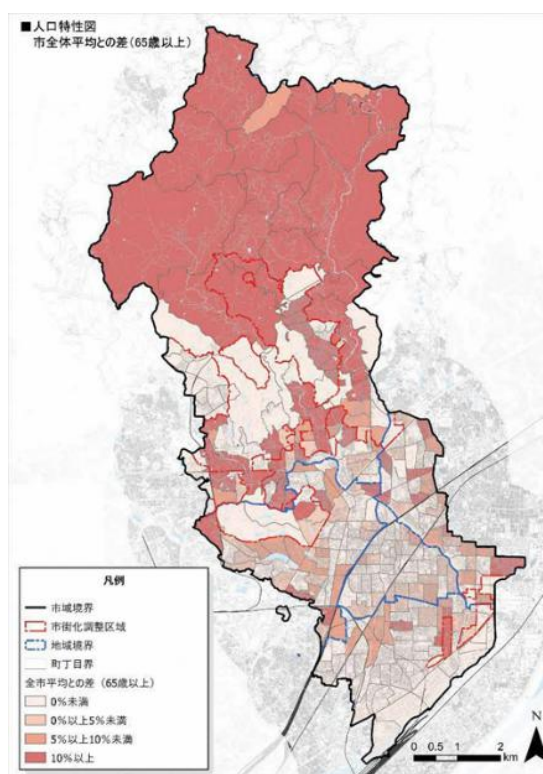 ■人口特性図
市全体平均との差（65歳以上）
凡例
市域境界
市街化調整区域
地域境界
町丁目界
全市平均との差（65歳以上）
0%未満
0%以上5%未満
5%以上10%未満
10%以上
N
0 0.5 1 2
km